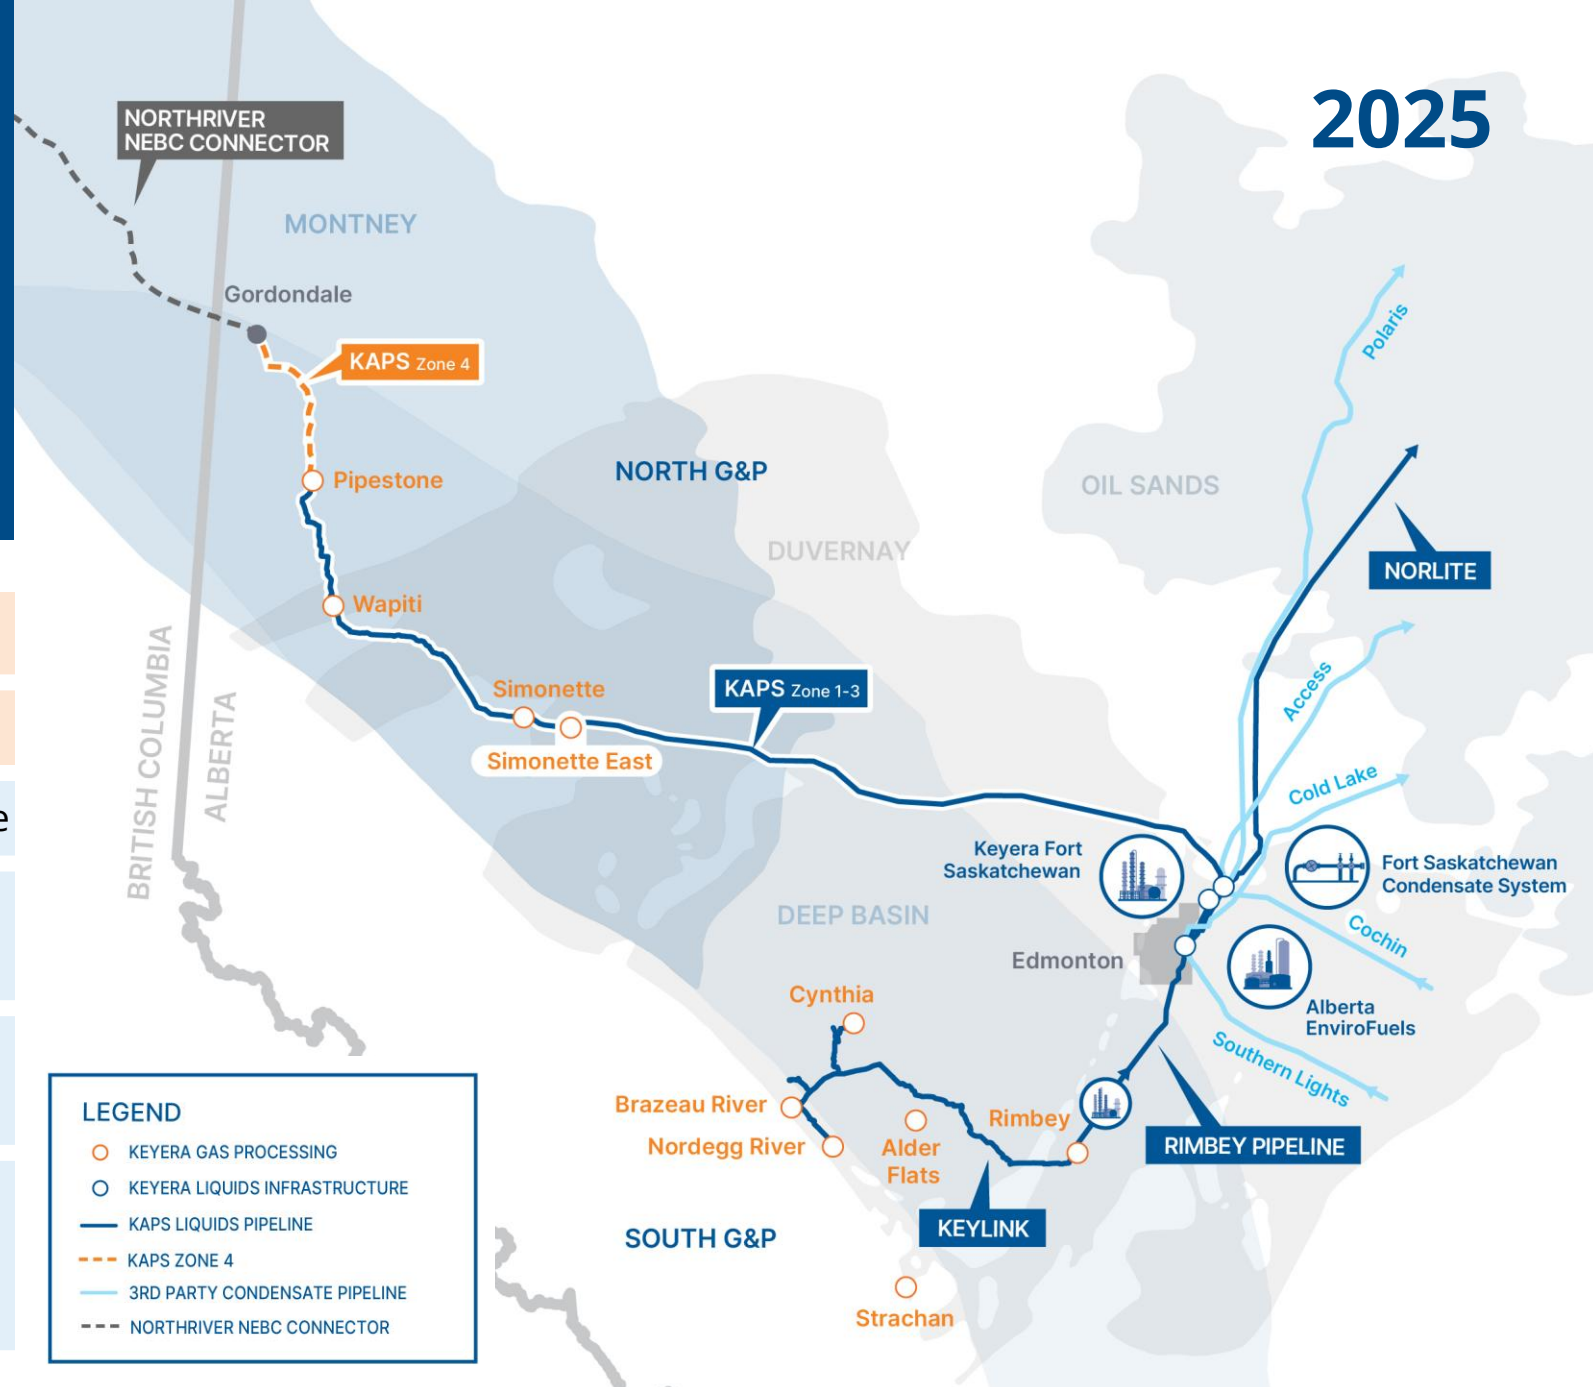 2025
NORTHRIVER
NEBC CONNECTOR
MONTNEY
Gordondale
KAPS Zone 4
Polaris
NORTH G&P
Pipestone
OIL SANDS
DUVERNAY
NORLITE
Wapiti
BRITISH COLUMBIA
ALBERTA
Simonette
KAPS Zone 1-3
Access
Simonette East
Cold Lake
e
Keyera Fort
Saskatchewan
Fort Saskatchewan
Condensate System
DEEP BASIN
Cochin
Edmonton
Cynthia
Alberta
EnviroFuels
Southern Lights
Brazeau River
Rimbey
Nordegg River
Alder
Flats
RIMBEY PIPELINE
KEYLINK
SOUTH G&P
Strachan
LEGEND
KEYERA GAS PROCESSING
KEYERA LIQUIDS INFRASTRUCTURE
KAPS LIQUIDS PIPELINE
KAPS ZONE 4
3RD PARTY CONDENSATE PIPELINE
NORTHRIVER NEBC CONNECTOR